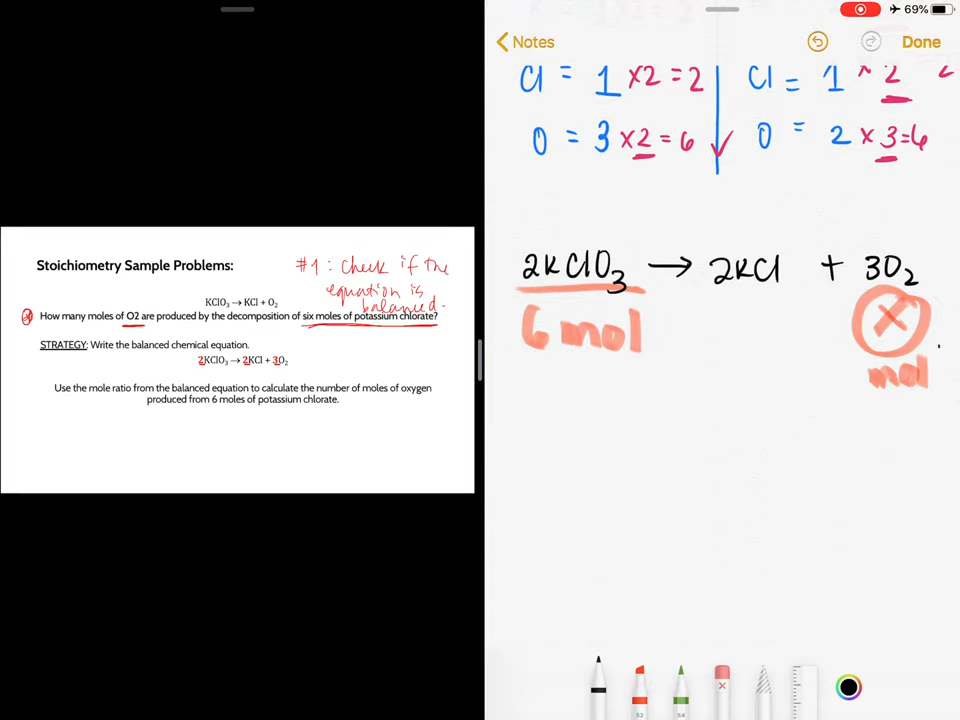 69%
Notes
Done
Cl = 1 ×2 = 2
Cl = 1 × 2 2
O = 3 ×2 = 6 ✓
O = 2 × 3 = 6
Stoichiometry Sample Problems:
#1: Check if the
equation is
balanced.
KClO₃ → KCl + O₂
How many moles of O2 are produced by the decomposition of six moles of potassium chlorate?
STRATEGY: Write the balanced chemical equation.
2KClO₃ → 2KCl + 3O₂
Use the mole ratio from the balanced equation to calculate the number of moles of oxygen
produced from 6 moles of potassium chlorate.
2KClO₃ → 2KCl + 3O₂
6 mol
X
mol